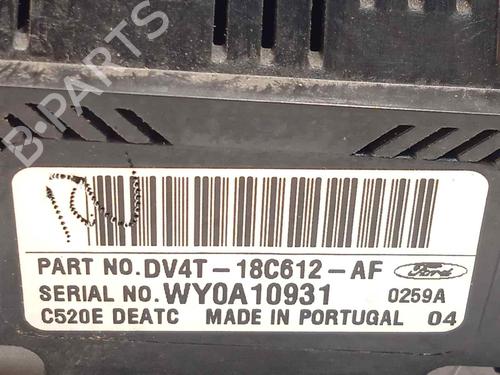 B-PARTS
PART NO. DV4T-18C612-AF Ford
SERIAL NO. WY0A10931 0259A
C520E DEATC MADE IN PORTUGAL 04